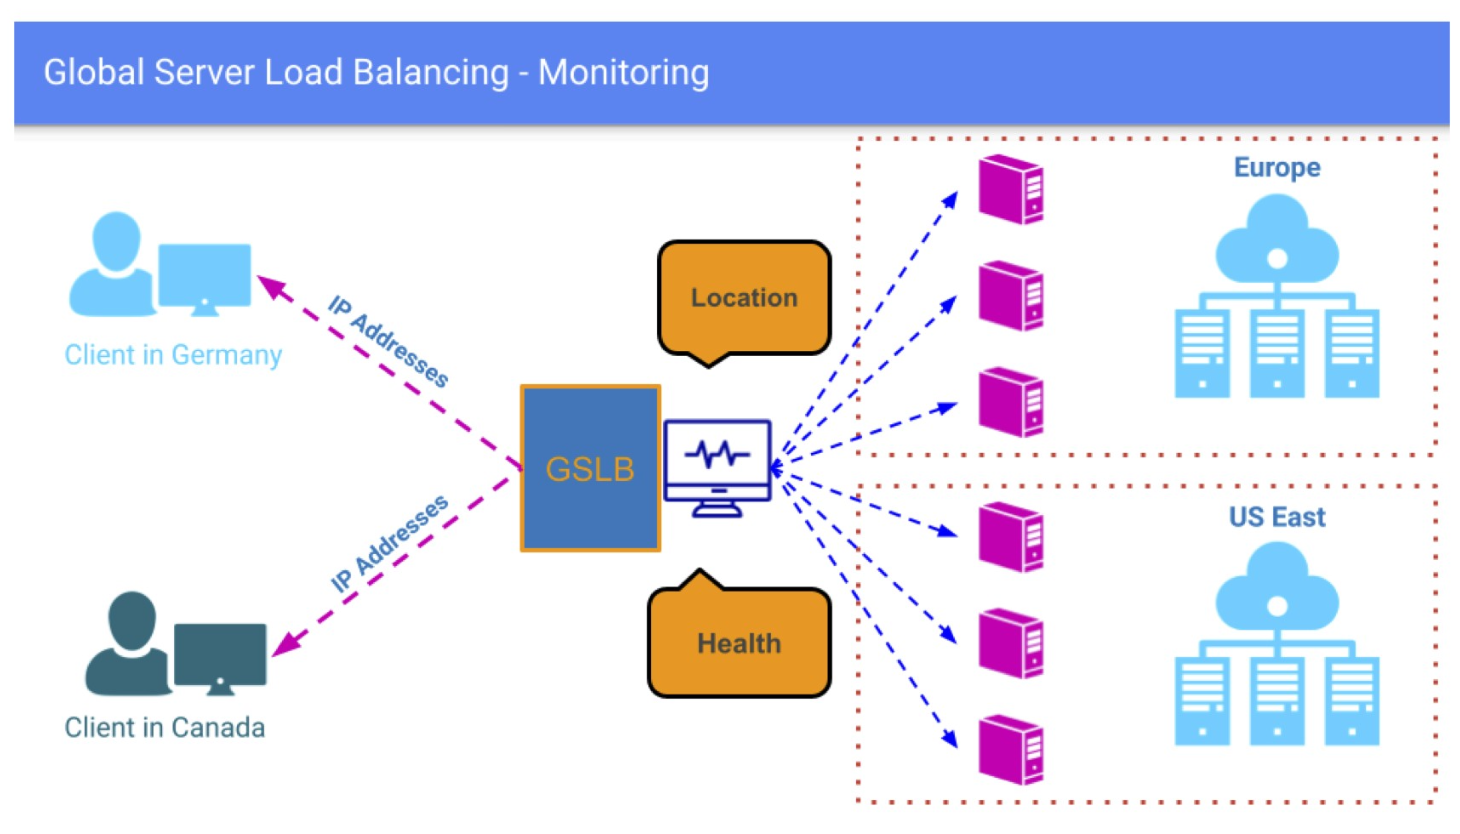 Global Server Load Balancing - Monitoring
Client in Germany
IP Addresses
IP Addresses
Client in Canada
GSLB
Location
Health
Europe
US East